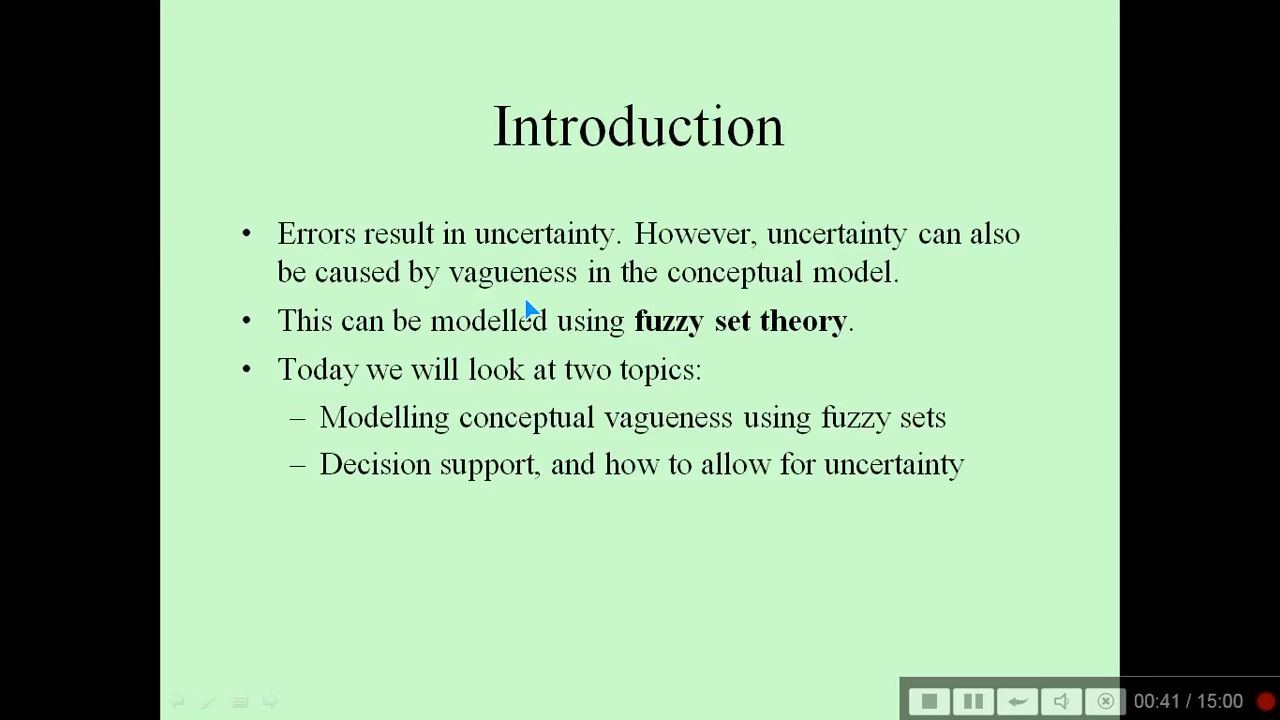 Introduction
• Errors result in uncertainty. However, uncertainty can also
be caused by vagueness in the conceptual model.
• This can be modelled using fuzzy set theory.
• Today we will look at two topics:
– Modelling conceptual vagueness using fuzzy sets
– Decision support, and how to allow for uncertainty
00:41 / 15:00